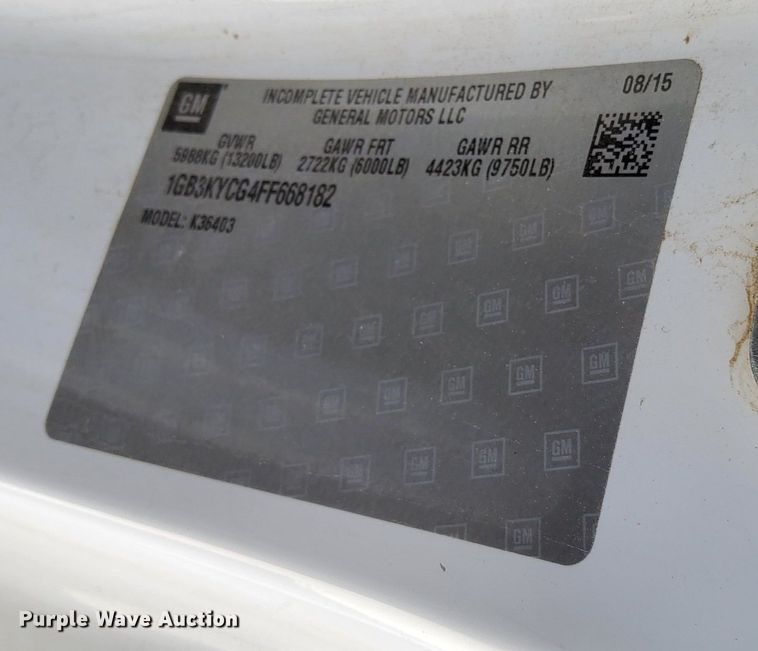 GM
INCOMPLETE VEHICLE MANUFACTURED BY
GENERAL MOTORS LLC
08/15
GVWR GAWR FRT GAWR RR
5988KG (13200LB) 2722KG (6000LB) 4423KG (9750LB)
1GB3KYCG4FF668182
MODEL: K36403
Purple Wave Auction